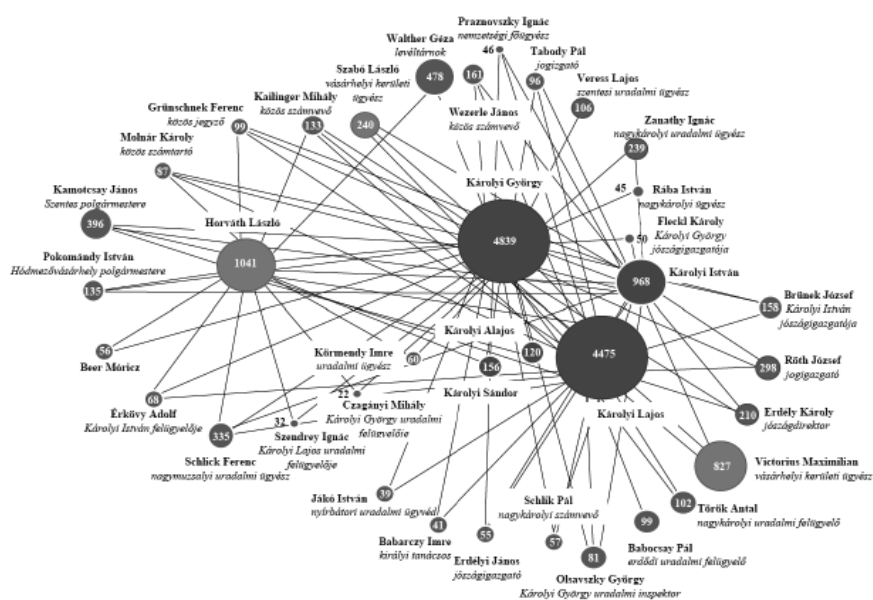 Praznovszky Ignác
nemzetségi főügyész
46
Walther Géza
levéltárnok
478
161
Tabody Pál
jogigazgató
96
Szabó László
vásárhelyi kerületi
ügyész
240
Veress Lajos
szentesi uradalmi ügyész
106
Wezerle János
közös számvevő
Kailinger Mihály
közös számvevő
133
Grünschnek Ferenc
közös jegyző
99
Zanathy Ignác
nagykárolyi uradalmi ügyész
239
Molnár Károly
közös számtartó
87
Károlyi György
4839
45
Rába István
nagykárolyi ügyész
Kamotcsay János
Szentes polgármestere
396
Horváth László
1041
Fleckl Károly
50
Károlyi György
jószágigazgatója
Pokomándy István
Hódmezővásárhely polgármestere
135
968
Károlyi István
158
Brünek József
Károlyi István
jószágigazgatója
Károlyi Alajos
120
4475
56
Beer Móricz
Körmendy Imre
uradalmi ügyész
60
156
298
Róth József
jogigazgató
Károlyi Sándor
22
Czagányi Mihály
Károlyi György uradalmi
felügyelője
68
Érkövy Adolf
Károlyi István felügyelője
Károlyi Lajos
210
Erdély Károly
jószágdirektor
32
Szendrey Ignác
Károlyi Lajos uradalmi
felügyelője
335
Schlick Ferenc
nagymuzsalyi uradalmi ügyész
827
Victorius Maximilian
vásárhelyi kerületi ügyész
39
Jákó István
nyírbátori uradalmi ügyvéd
Schlik Pál
nagykárolyi számvevő
57
102
Török Antal
nagykárolyi uradalmi felügyelő
41
Babarczy Imre
királyi tanácsos
55
Erdélyi János
jószágigazgató
99
Babocsay Pál
erdődi uradalmi felügyelő
81
Olsavszky György
Károlyi György uradalmi inspektor